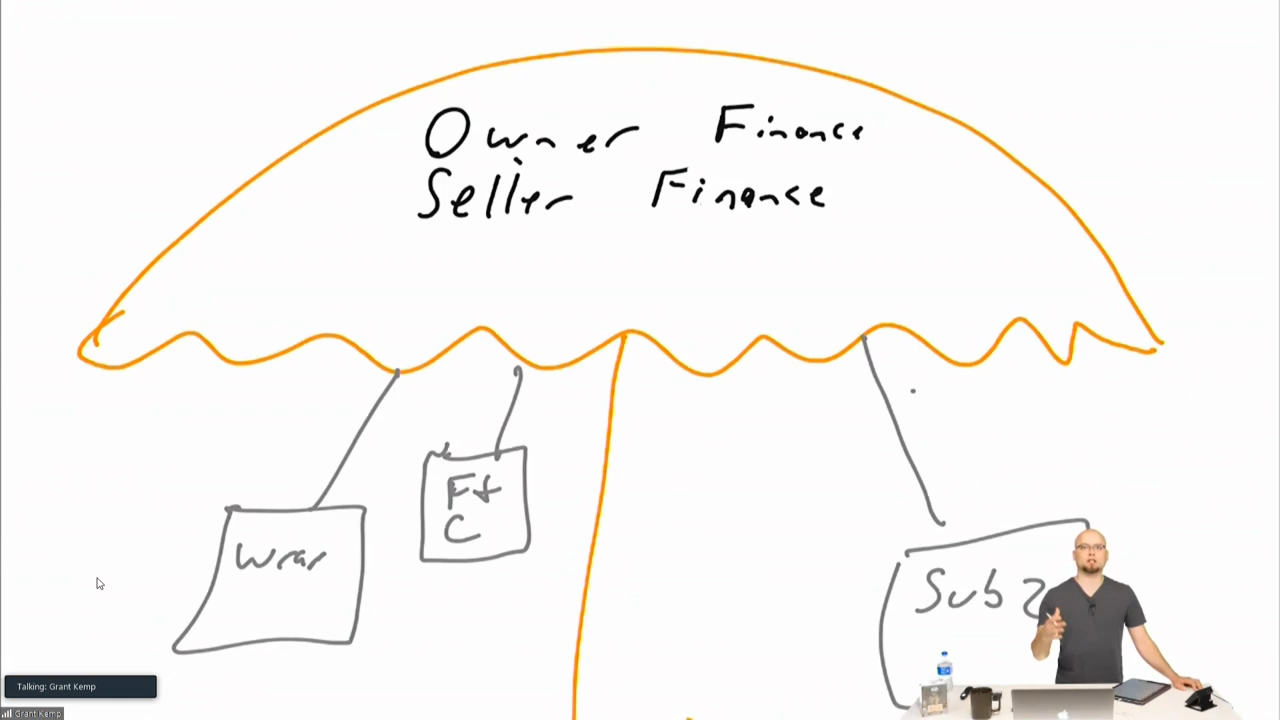 Owner Finance
Seller Finance
F+
C
Wrap
Sub 2
Talking: Grant Kemp
Grant Kemp